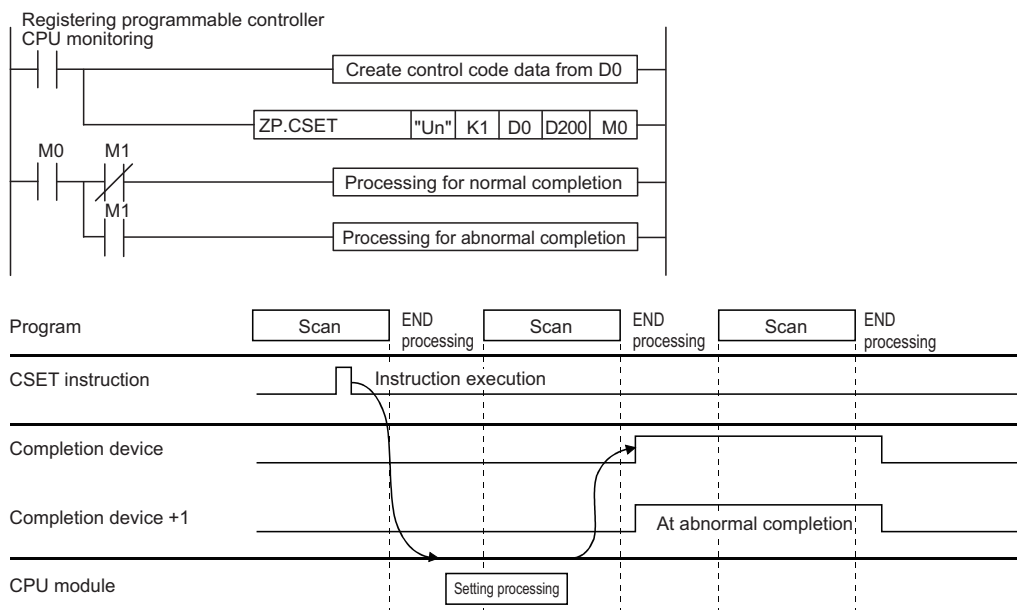 Registering programmable controller
CPU monitoring
Create control code data from D0
ZP.CSET "Un" K1 D0 D200 M0
M0 M1
Processing for normal completion
M1
Processing for abnormal completion
Program Scan END processing Scan END processing Scan END processing
CSET instruction Instruction execution
Completion device
Completion device +1 At abnormal completion
CPU module Setting processing